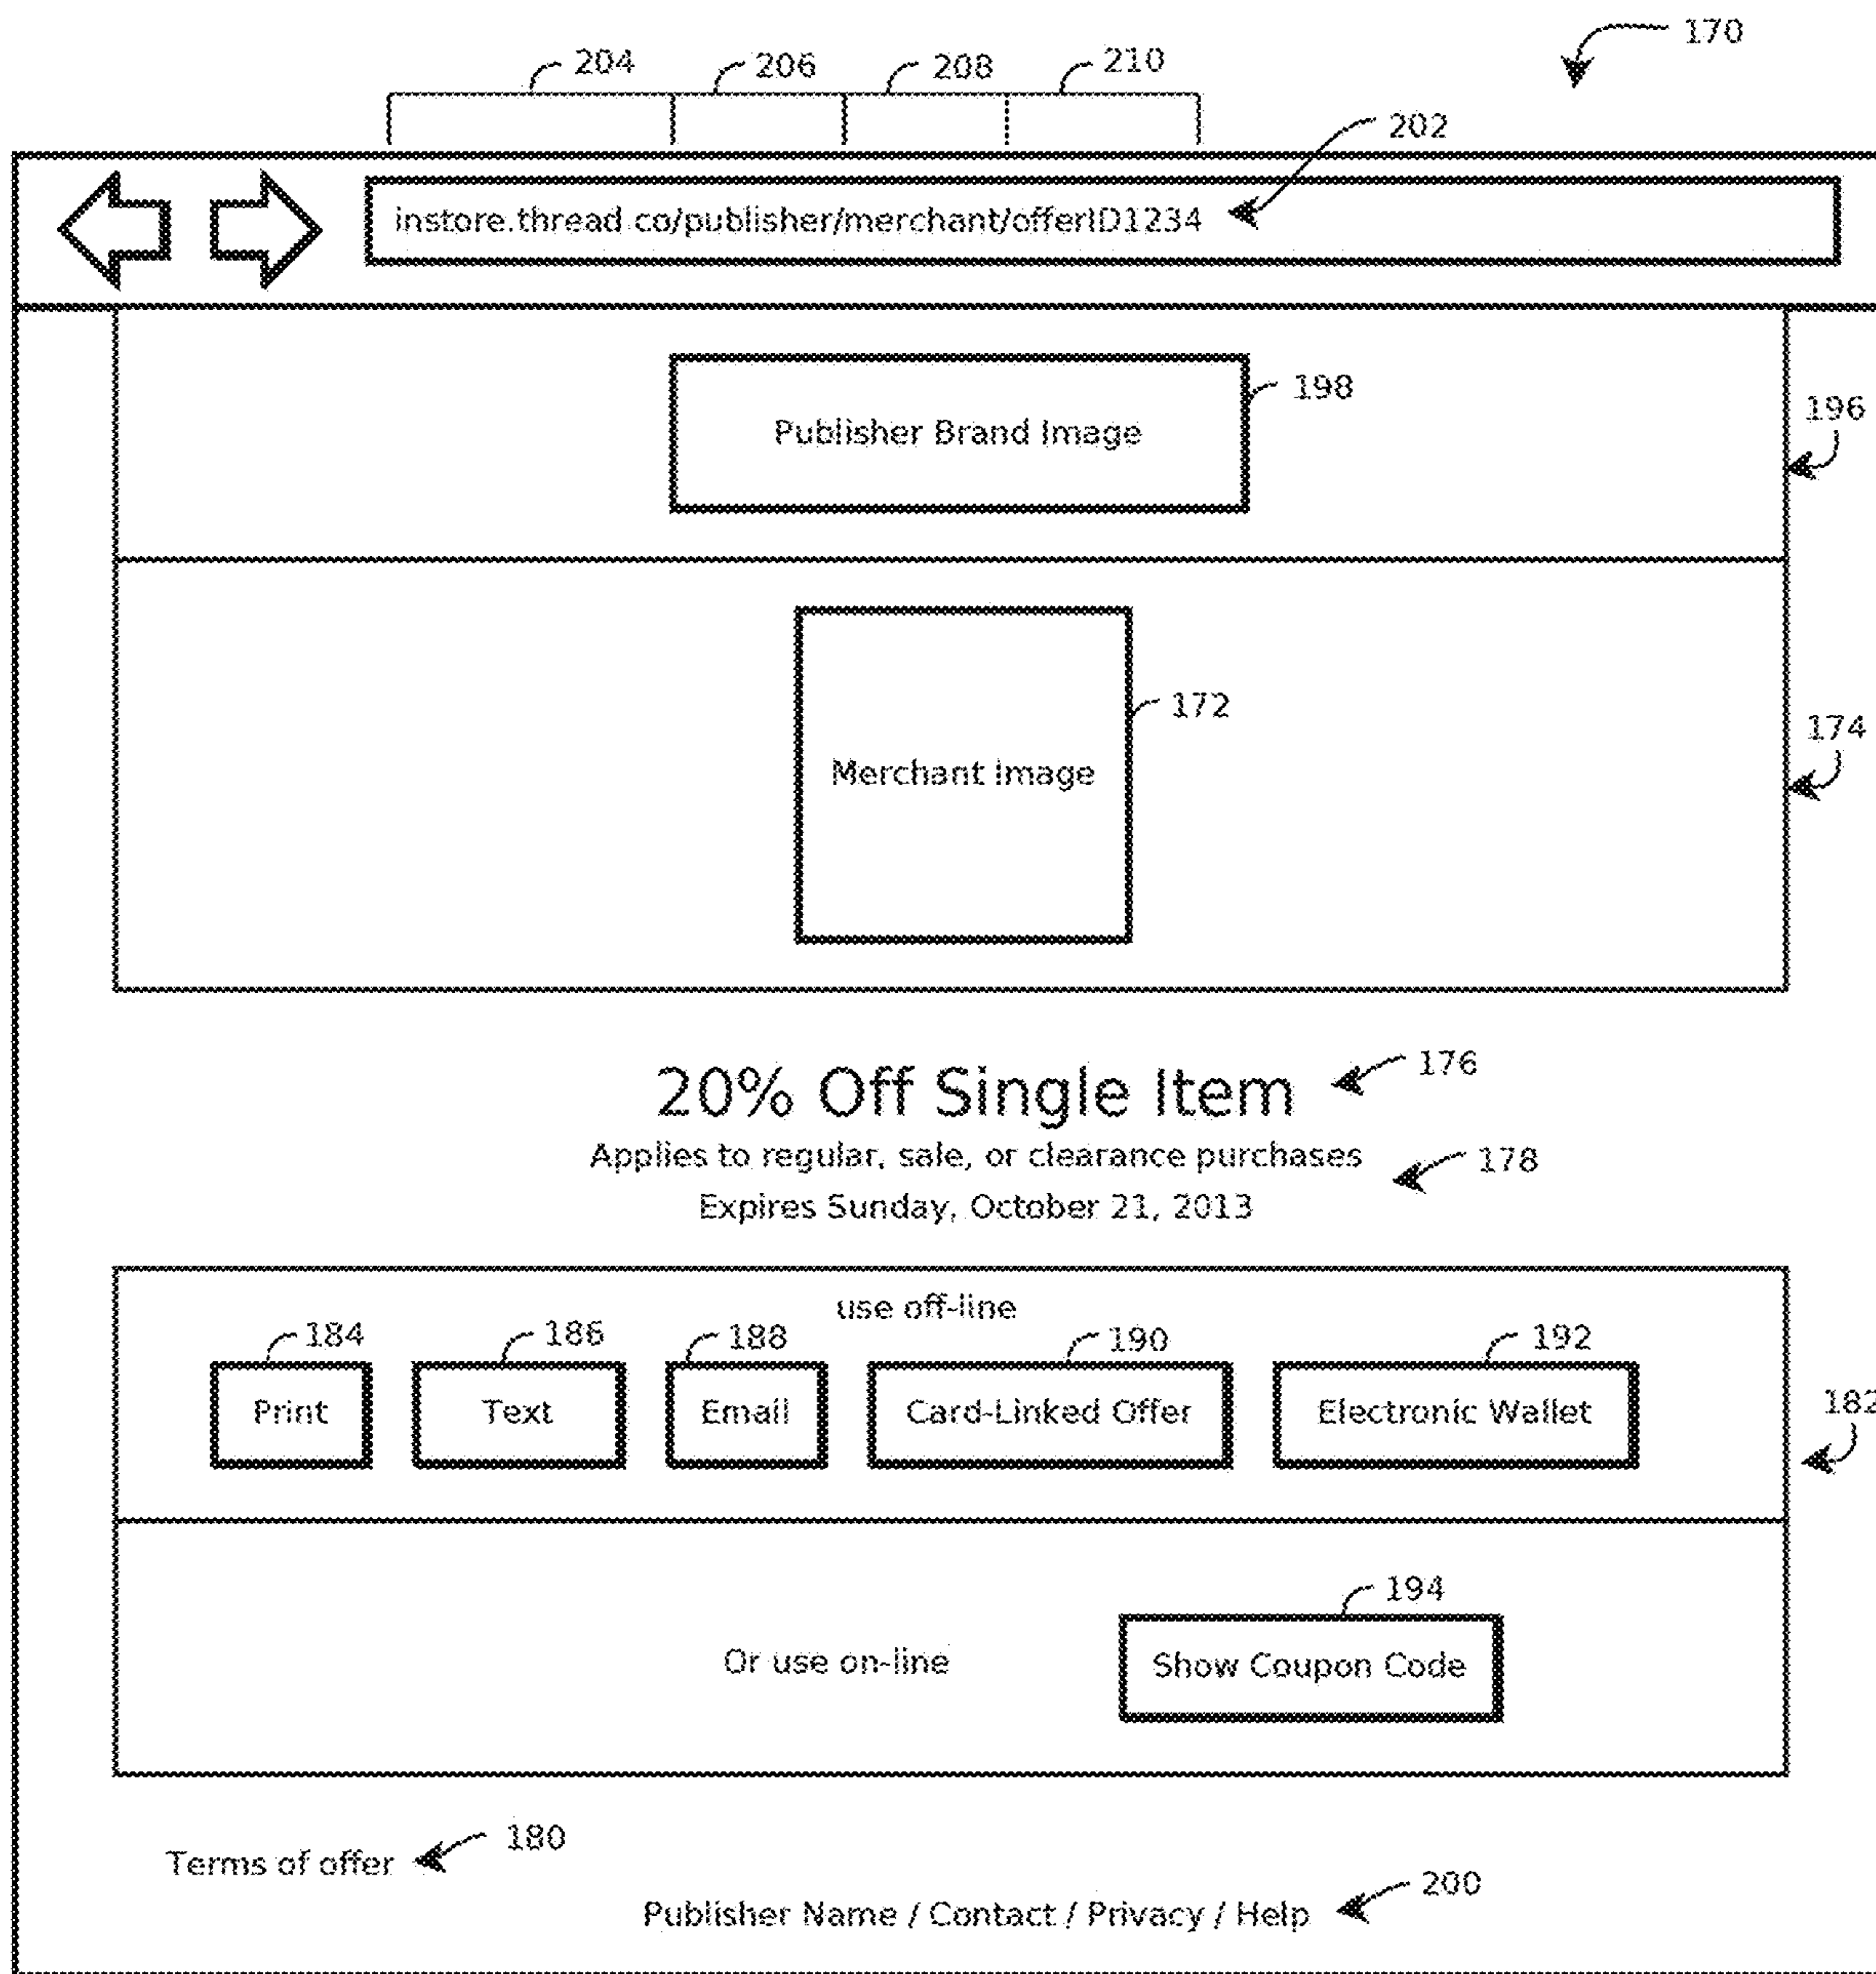 170
204 206 208 210
202
instore.thread.co/publisher/merchant/offerID1234
198
Publisher Brand Image
196
172
Merchant Image
174
20% Off Single Item
176
Applies to regular, sale, or clearance purchases
178
Expires Sunday, October 21, 2013
use off-line
184 186 188 190 192
Print Text Email Card-Linked Offer Electronic Wallet
182
194
Or use on-line Show Coupon Code
180
Terms of offer
200
Publisher Name / Contact / Privacy / Help